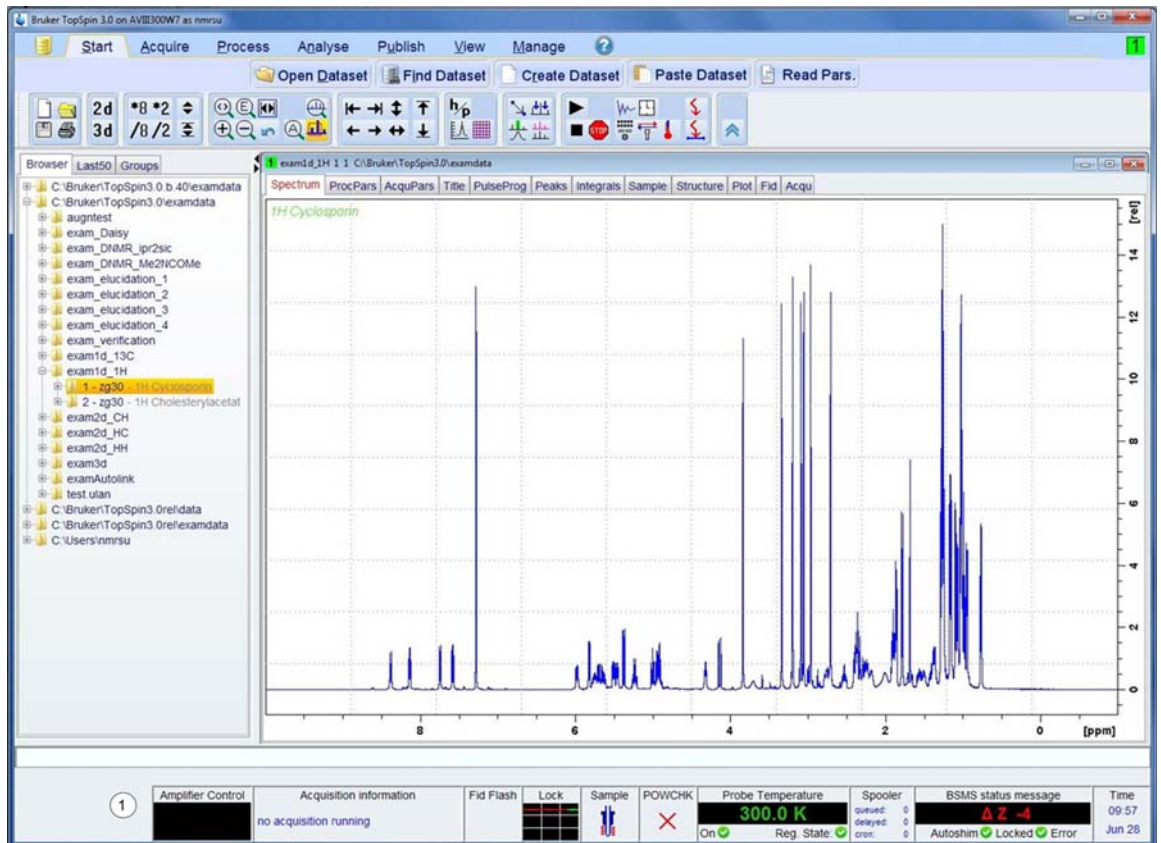 Bruker TopSpin 3.0 on AVIII300W7 as nmrsu
Start Acquire Process Analyse Publish View Manage ? 1
Open Dataset Find Dataset Create Dataset Paste Dataset Read Pars.
2d *8 *2
3d /8 /2
h/p
STOP
Browser Last50 Groups
1 exam1d_1H 1 1 C:\Bruker\TopSpin3.0\examdata
Spectrum ProcPars AcquPars Title PulseProg Peaks Integrals Sample Structure Plot Fid Acqu
C:\Bruker\TopSpin3.0.b.40\examdata
C:\Bruker\TopSpin3.0\examdata
augntest
exam_Daisy
exam_DNMR_ipr2sic
exam_DNMR_Me2NCOMe
exam_elucidation_1
exam_elucidation_2
exam_elucidation_3
exam_elucidation_4
exam_verification
exam1d_13C
exam1d_1H
1 - zg30 - 1H Cyclosporin
2 - zg30 - 1H Cholesterylacetat
exam2d_CH
exam2d_HC
exam2d_HH
exam3d
examAutolink
test.ulan
C:\Bruker\TopSpin3.0rel\data
C:\Bruker\TopSpin3.0rel\examdata
C:\Users\nmrsu
1H Cyclosporin
[rel]
14
12
10
8
6
4
2
0
8 6 4 2 0 [ppm]
1
Amplifier Control
Acquisition information
no acquisition running
Fid Flash
Lock
Sample
POWCHK
Probe Temperature
300.0 K
On Reg. State:
Spooler
queued: 0
delayed: 0
cron: 0
BSMS status message
Δ Z -4
Autoshim Locked Error
Time
09:57
Jun 28